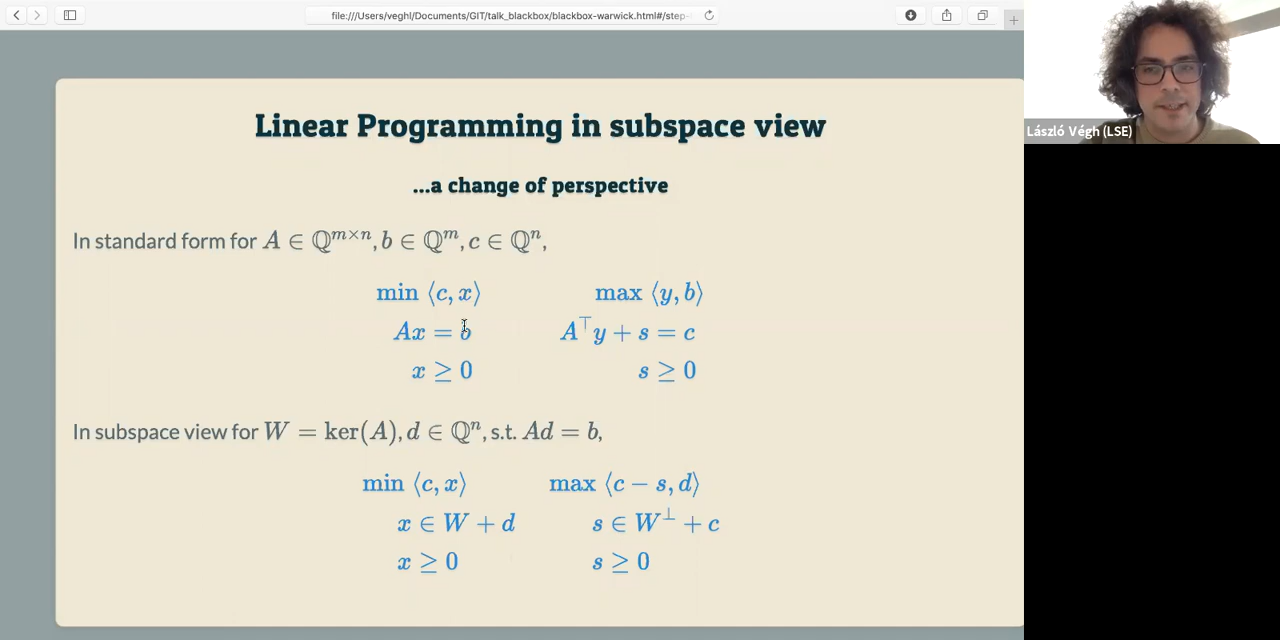 file:///Users/veghl/Documents/GIT/talk_blackbox/blackbox-warwick.html#/step-
Linear Programming in subspace view
...a change of perspective
In standard form for A ∈ ℚ^{m×n}, b ∈ ℚ^m, c ∈ ℚ^n,
min ⟨c, x⟩ max ⟨y, b⟩
Ax = b A^⊤y + s = c
x ≥ 0 s ≥ 0
In subspace view for W = ker(A), d ∈ ℚ^n, s.t. Ad = b,
min ⟨c, x⟩ max ⟨c − s, d⟩
x ∈ W + d s ∈ W^⊥ + c
x ≥ 0 s ≥ 0
László Végh (LSE)